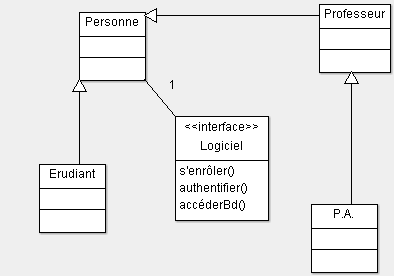 Personne
Professeur
1
<<interface>>
Logiciel
s'enrôler()
authentifier()
accéderBd()
Erudiant
P.A.